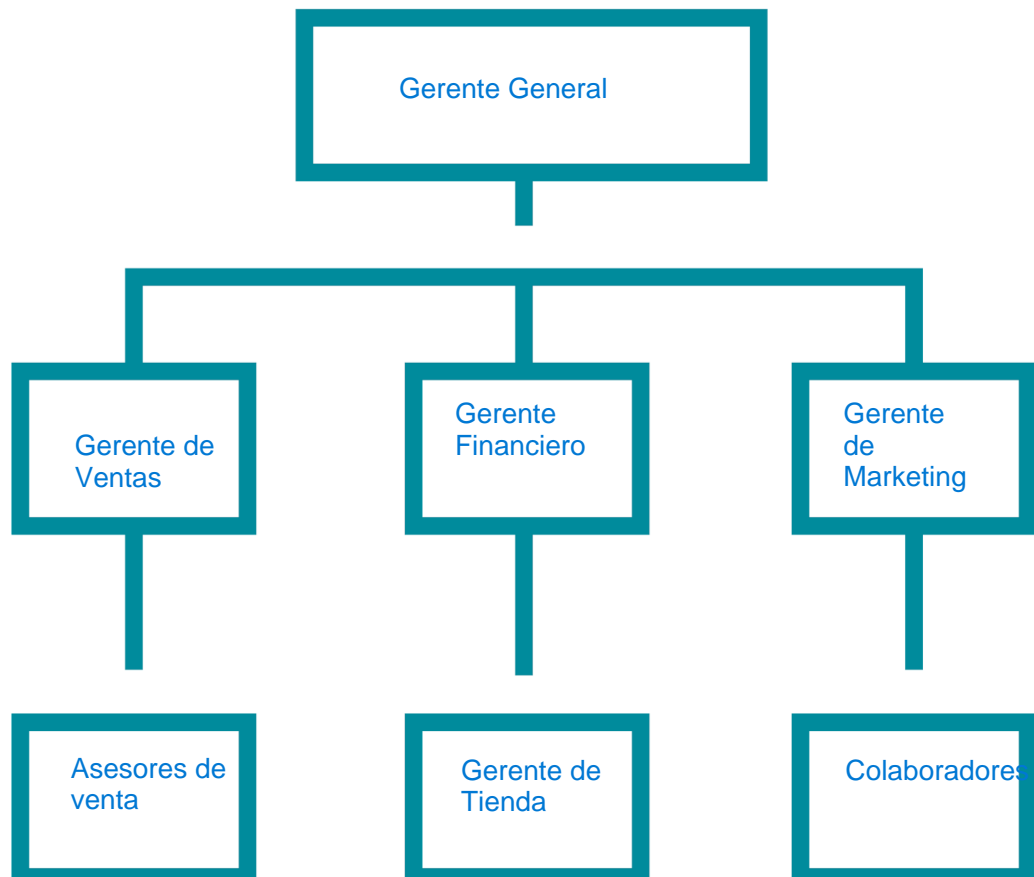 Gerente General
Gerente de
Ventas
Gerente
Financiero
Gerente
de
Marketing
Asesores de
venta
Gerente de
Tienda
Colaboradores